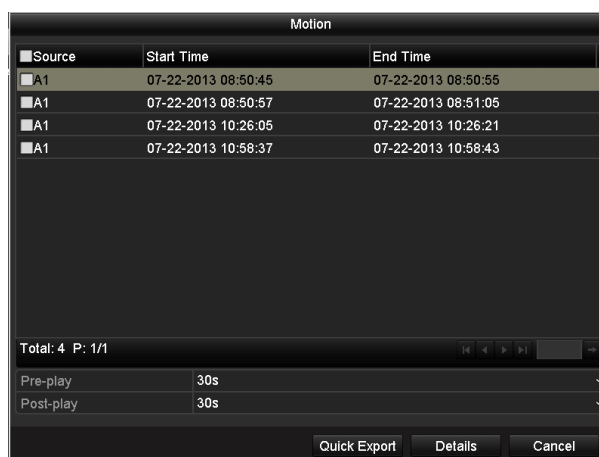 Motion
Source Start Time End Time
A1 07-22-2013 08:50:45 07-22-2013 08:50:55
A1 07-22-2013 08:50:57 07-22-2013 08:51:05
A1 07-22-2013 10:26:05 07-22-2013 10:26:21
A1 07-22-2013 10:58:37 07-22-2013 10:58:43
Total: 4 P: 1/1
Pre-play 30s
Post-play 30s
Quick Export Details Cancel